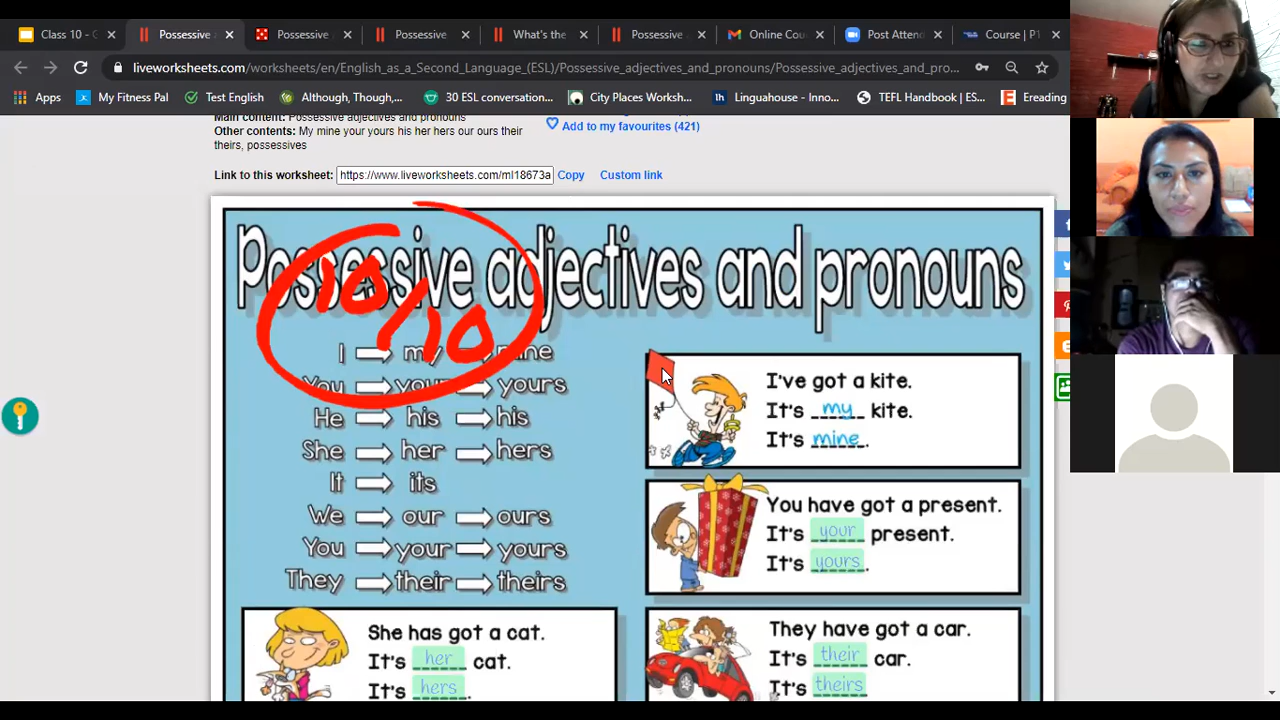 Class 10 - G
Possessive a
Possessive
Possessive
What's the
Possessive
Online Cou
Post Attend
Course | PT
liveworksheets.com/worksheets/en/English_as_a_Second_Language_(ESL)/Possessive_adjectives_and_pronouns/Possessive_adjectives_and_pro...
Apps
My Fitness Pal
Test English
Although, Though,...
30 ESL conversati...
City Places Worksh...
lh
Linguahouse - Inno...
TEFL Handbook | ES...
E
Ereading
Main content: Possessive adjectives and pronouns
Other contents: My mine your yours his her hers our ours their
theirs, possessives
Add to my favourites (421)
Link to this worksheet:
https://www.liveworksheets.com/ml18673a
Copy
Custom link
Possessive adjectives and pronouns
10/10
I my mine
You your yours
He his his
She her hers
It its
We our ours
You your yours
They their theirs
I've got a kite.
It's my kite.
It's mine.
You have got a present.
It's your present.
It's yours.
She has got a cat.
It's her cat.
It's hers.
They have got a car.
It's their car.
It's theirs